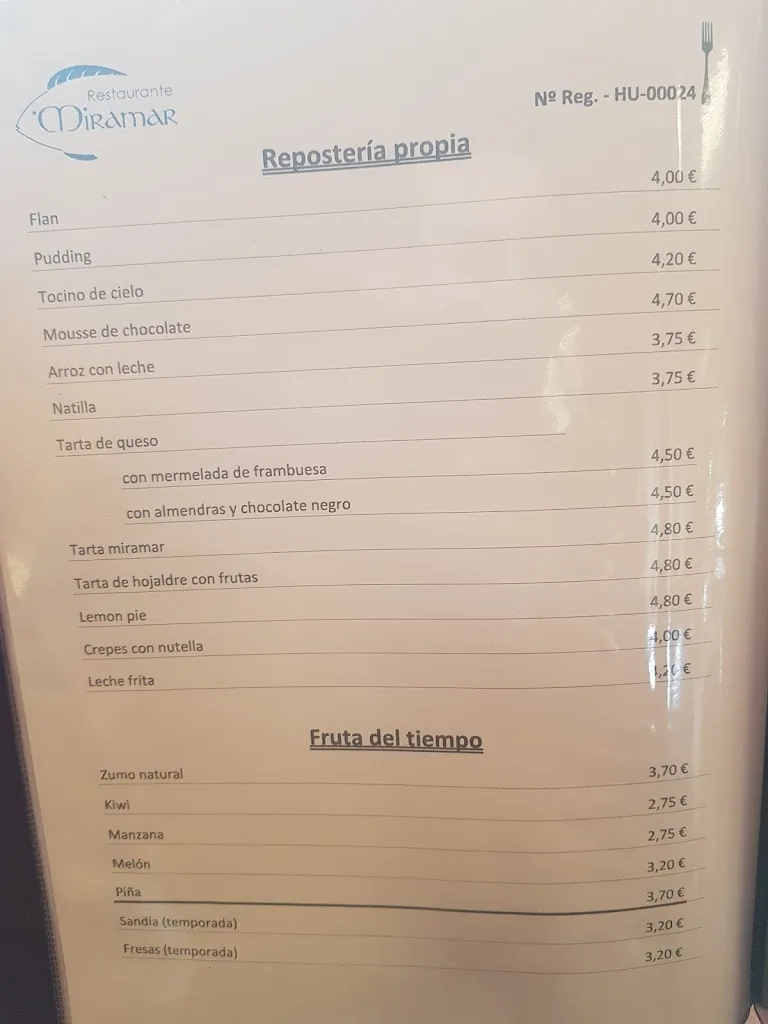 Restaurante
MIRAMAR
Nº Reg. - HU-00024
Repostería propia
Flan 4,00 €
Pudding 4,00 €
Tocino de cielo 4,20 €
Mousse de chocolate 4,70 €
Arroz con leche 3,75 €
Natilla 3,75 €
Tarta de queso
con mermelada de frambuesa 4,50 €
con almendras y chocolate negro 4,50 €
Tarta miramar 4,80 €
Tarta de hojaldre con frutas 4,80 €
Lemon pie 4,80 €
Crepes con nutella 4,00 €
Leche frita €
Fruta del tiempo
Zumo natural 3,70 €
Kiwi 2,75 €
Manzana 2,75 €
Melón 3,20 €
Piña 3,70 €
Sandía (temporada) 3,20 €
Fresas (temporada) 3,20 €